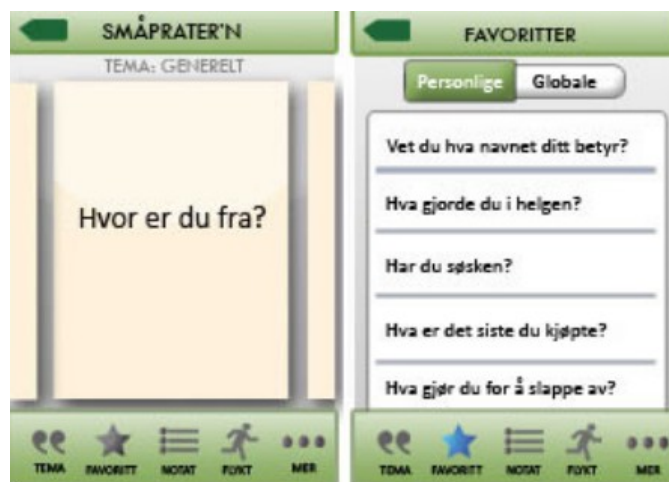 SMÅPRATER'N
TEMA: GENERELT
Hvor er du fra?
TEMA FAVORITT NOTAT FLYKT MER
FAVORITTER
Personlige Globale
Vet du hva navnet ditt betyr?
Hva gjorde du i helgen?
Har du søsken?
Hva er det siste du kjøpte?
Hva gjør du for å slappe av?
TEMA FAVORITT NOTAT FLYKT MER